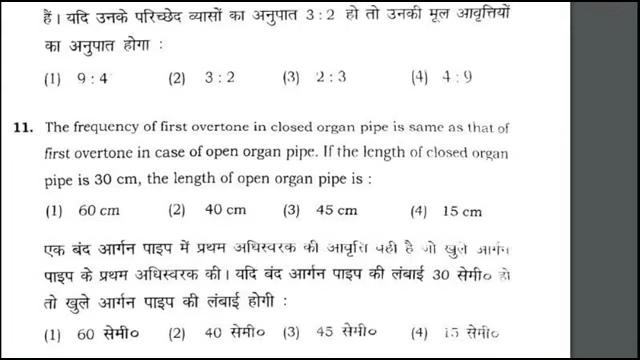 हैं। यदि उनके परिच्छेद व्यासों का अनुपात 3 : 2 हो तो उनकी मूल आवृत्तियों
का अनुपात होगा :
(1) 9 : 4 (2) 3 : 2 (3) 2 : 3 (4) 4 : 9
11. The frequency of first overtone in closed organ pipe is same as that of
first overtone in case of open organ pipe. If the length of closed organ
pipe is 30 cm, the length of open organ pipe is :
(1) 60 cm (2) 40 cm (3) 45 cm (4) 15 cm
एक बंद आर्गन पाइप में प्रथम अधिस्वरक की आवृति वही है जो खुले आर्गन
पाइप के प्रथम अधिस्वरक की। यदि बंद आर्गन पाइप की लंबाई 30 सेमी० हो
तो खुले आर्गन पाइप की लंबाई होगी :
(1) 60 सेमी० (2) 40 सेमी० (3) 45 सेमी० (4) 15 सेमी०